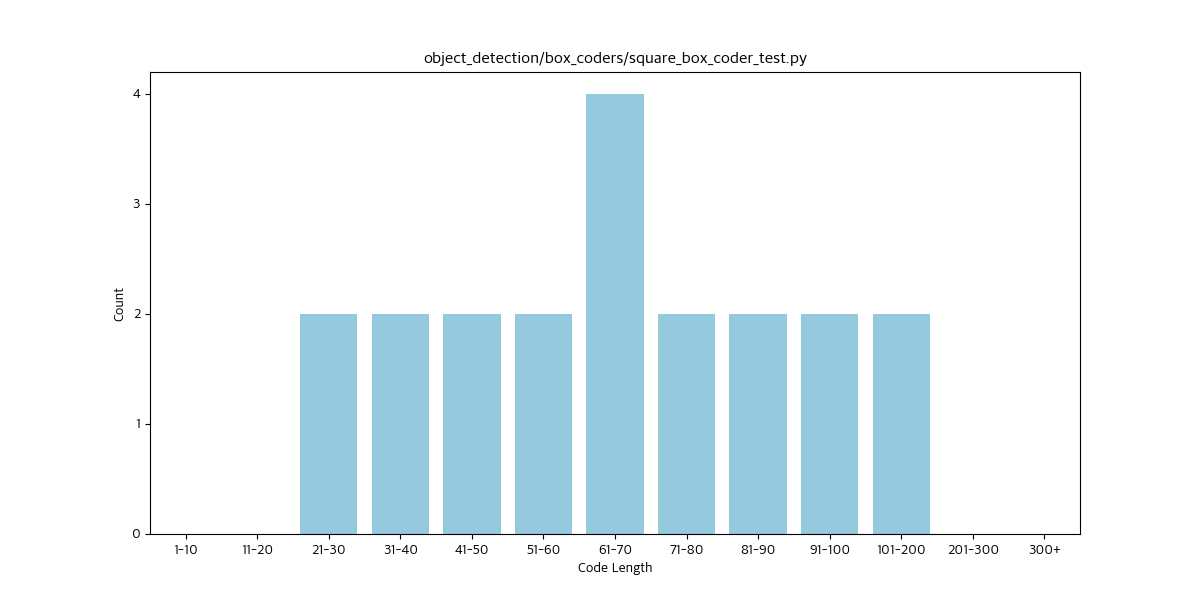 object_detection/box_coders/square_box_coder_test.py
4
3
2
1
0
Count
1-10 11-20 21-30 31-40 41-50 51-60 61-70 71-80 81-90 91-100 101-200 201-300 300+
Code Length